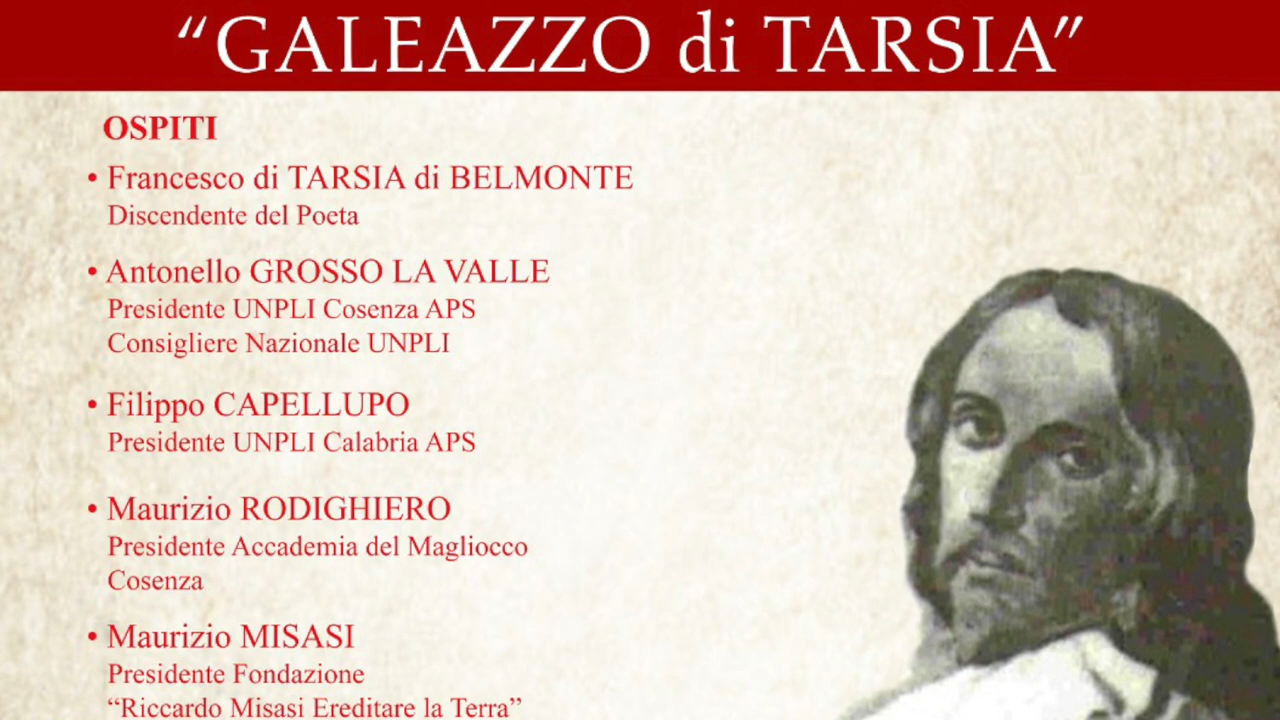 “GALEAZZO di TARSIA”
OSPITI
• Francesco di TARSIA di BELMONTE
Discendente del Poeta
• Antonello GROSSO LA VALLE
Presidente UNPLI Cosenza APS
Consigliere Nazionale UNPLI
• Filippo CAPELLUPO
Presidente UNPLI Calabria APS
• Maurizio RODIGHIERO
Presidente Accademia del Magliocco
Cosenza
• Maurizio MISASI
Presidente Fondazione
“Riccardo Misasi Ereditare la Terra”